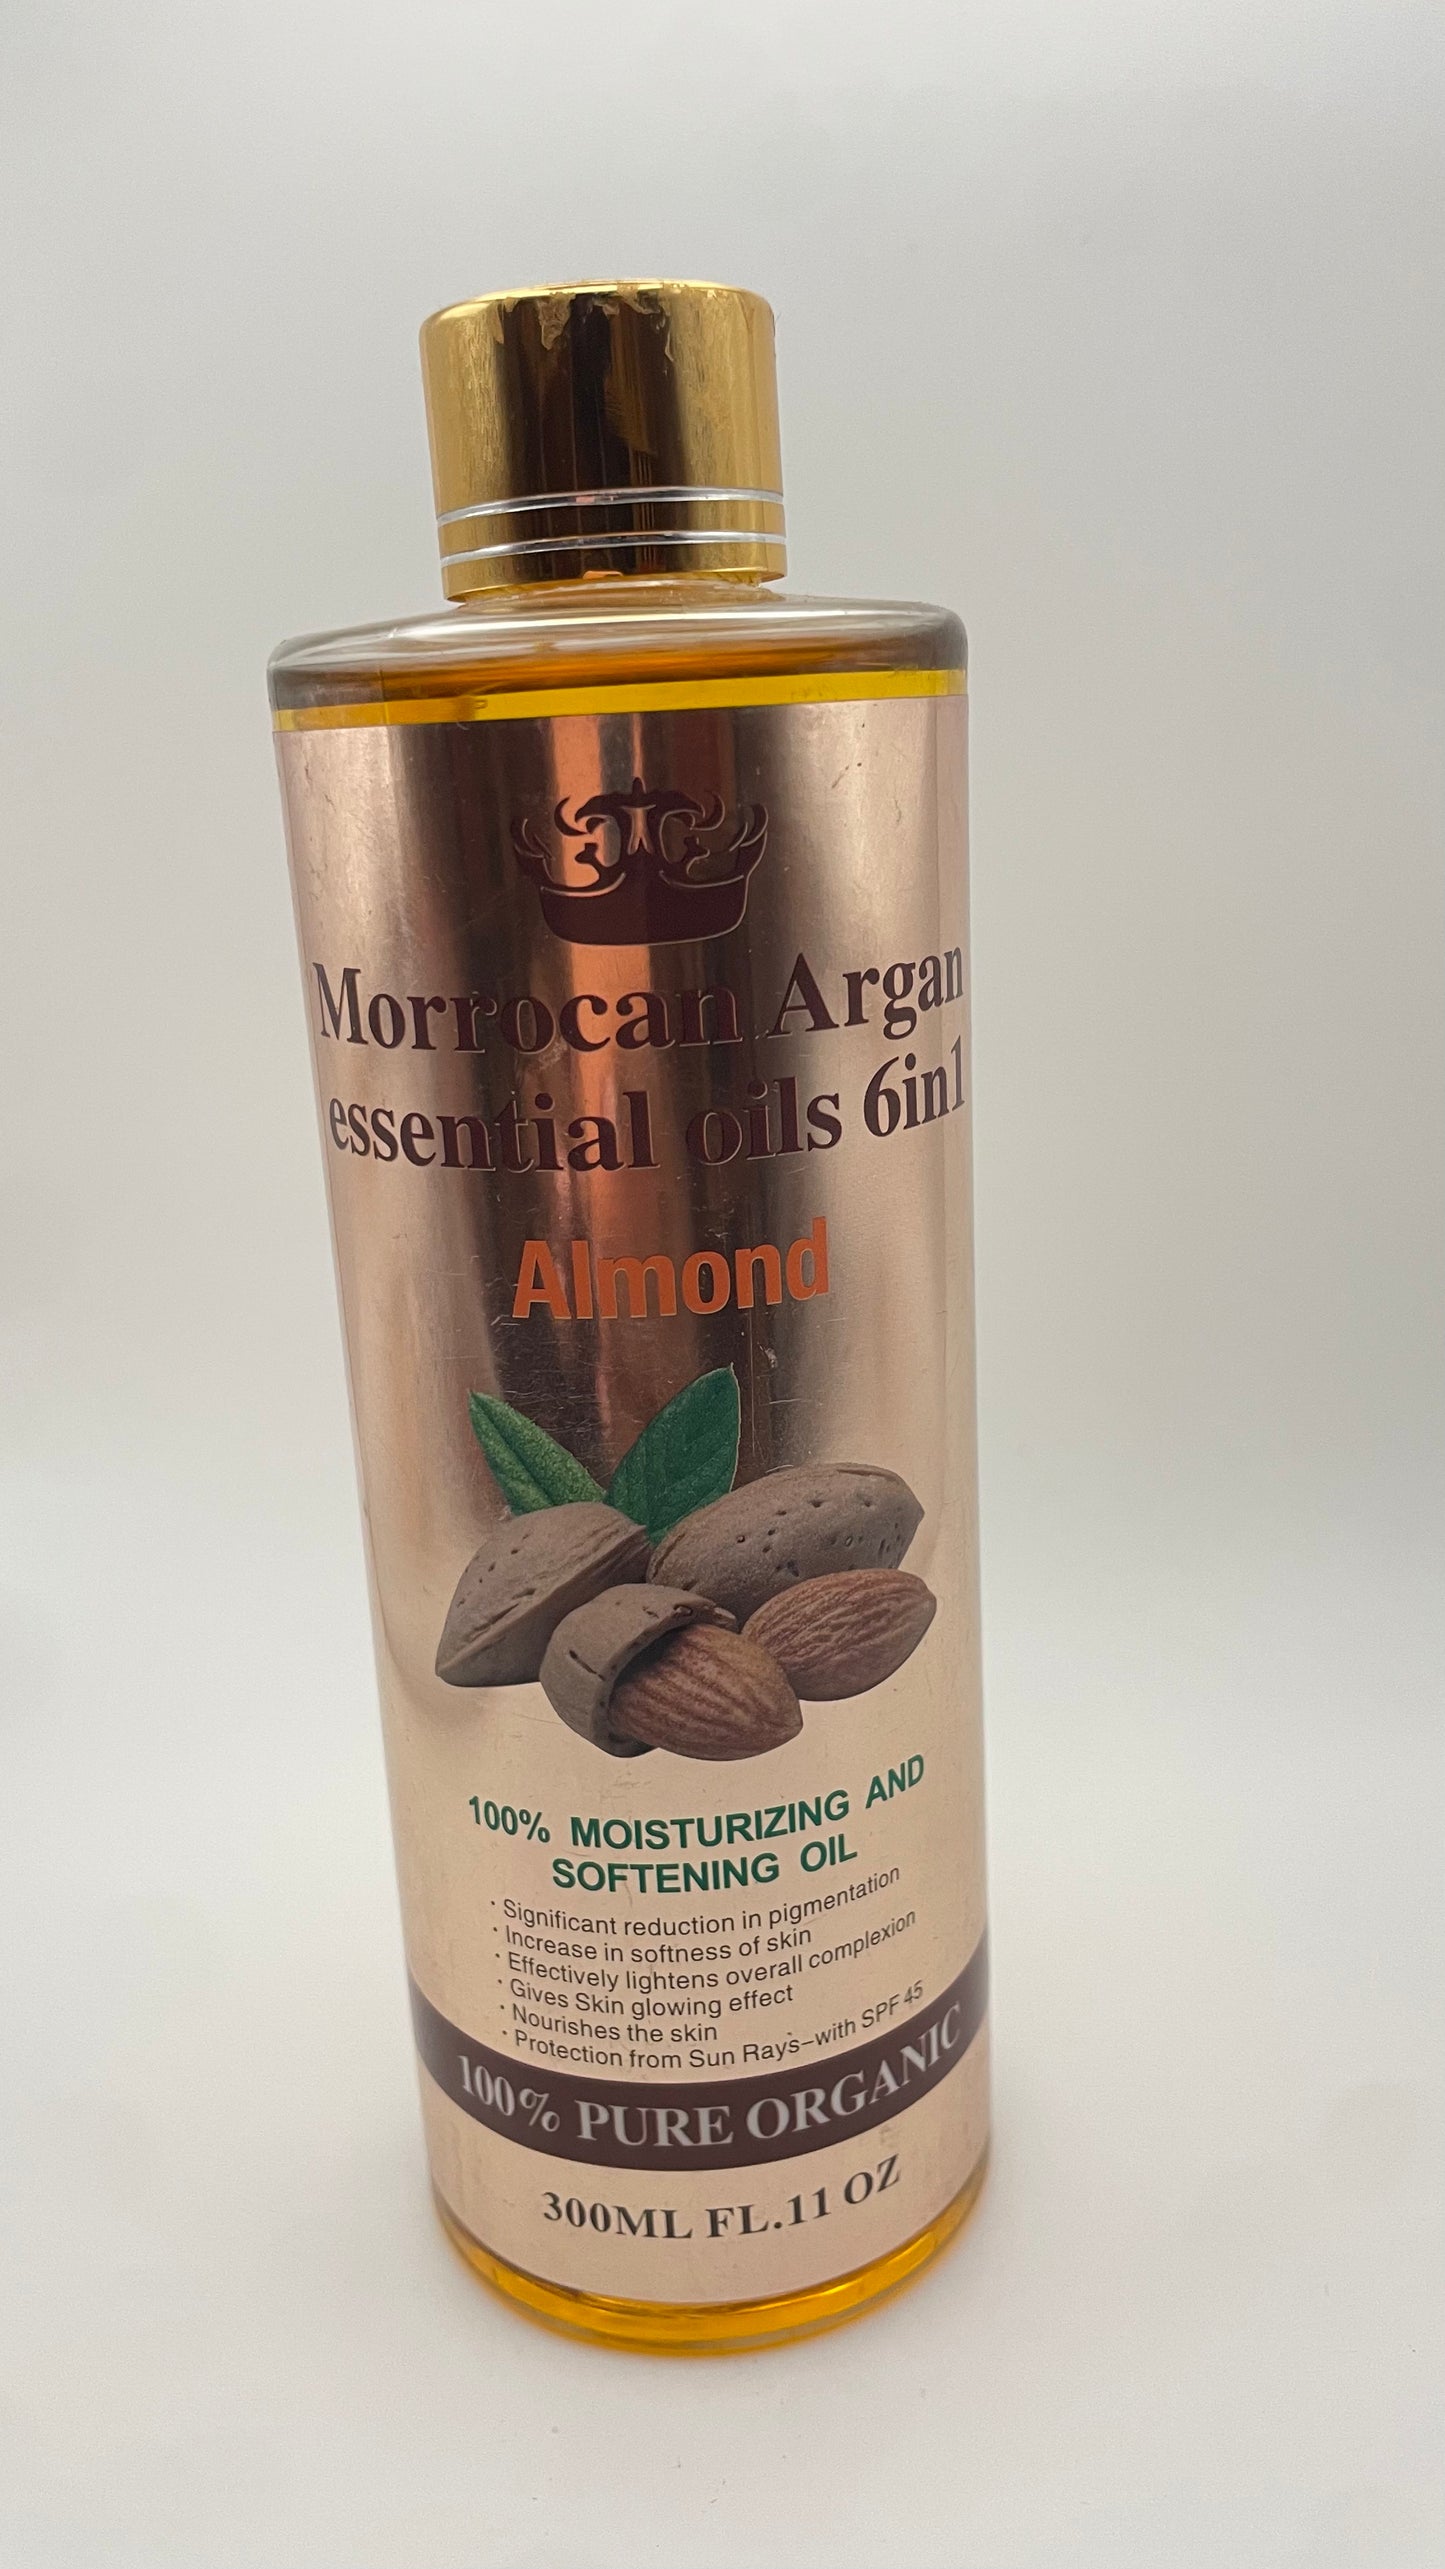 Morrocan Argan
essential oils 6in1
Almond
100% MOISTURIZING AND
SOFTENING OIL
· Significant reduction in pigmentation
· Increase in softness of skin
· Effectively lightens overall complexion
· Gives Skin glowing effect
· Nourishes the skin
· Protection from Sun Rays–with SPF 45
100% PURE ORGANIC
300ML FL.11 OZ